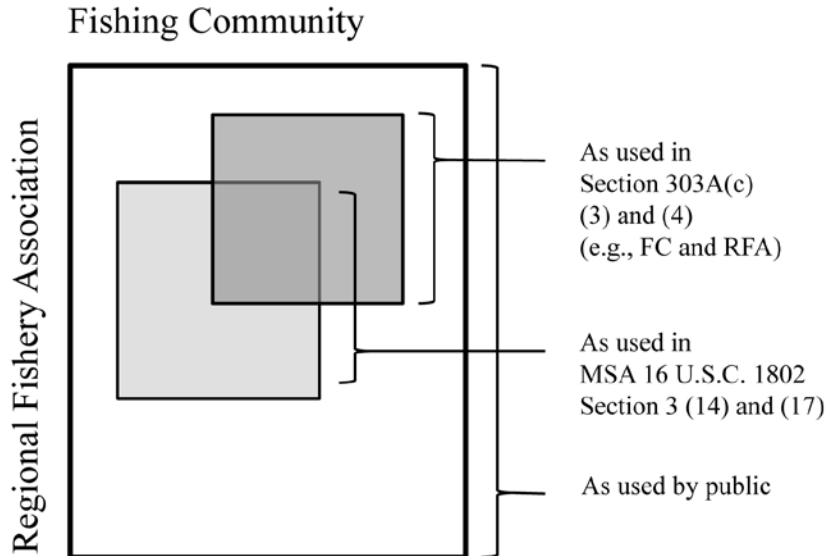 Fishing Community
Regional Fishery Association
As used in
Section 303A(c)
(3) and (4)
(e.g., FC and RFA)
As used in
MSA 16 U.S.C. 1802
Section 3 (14) and (17)
As used by public